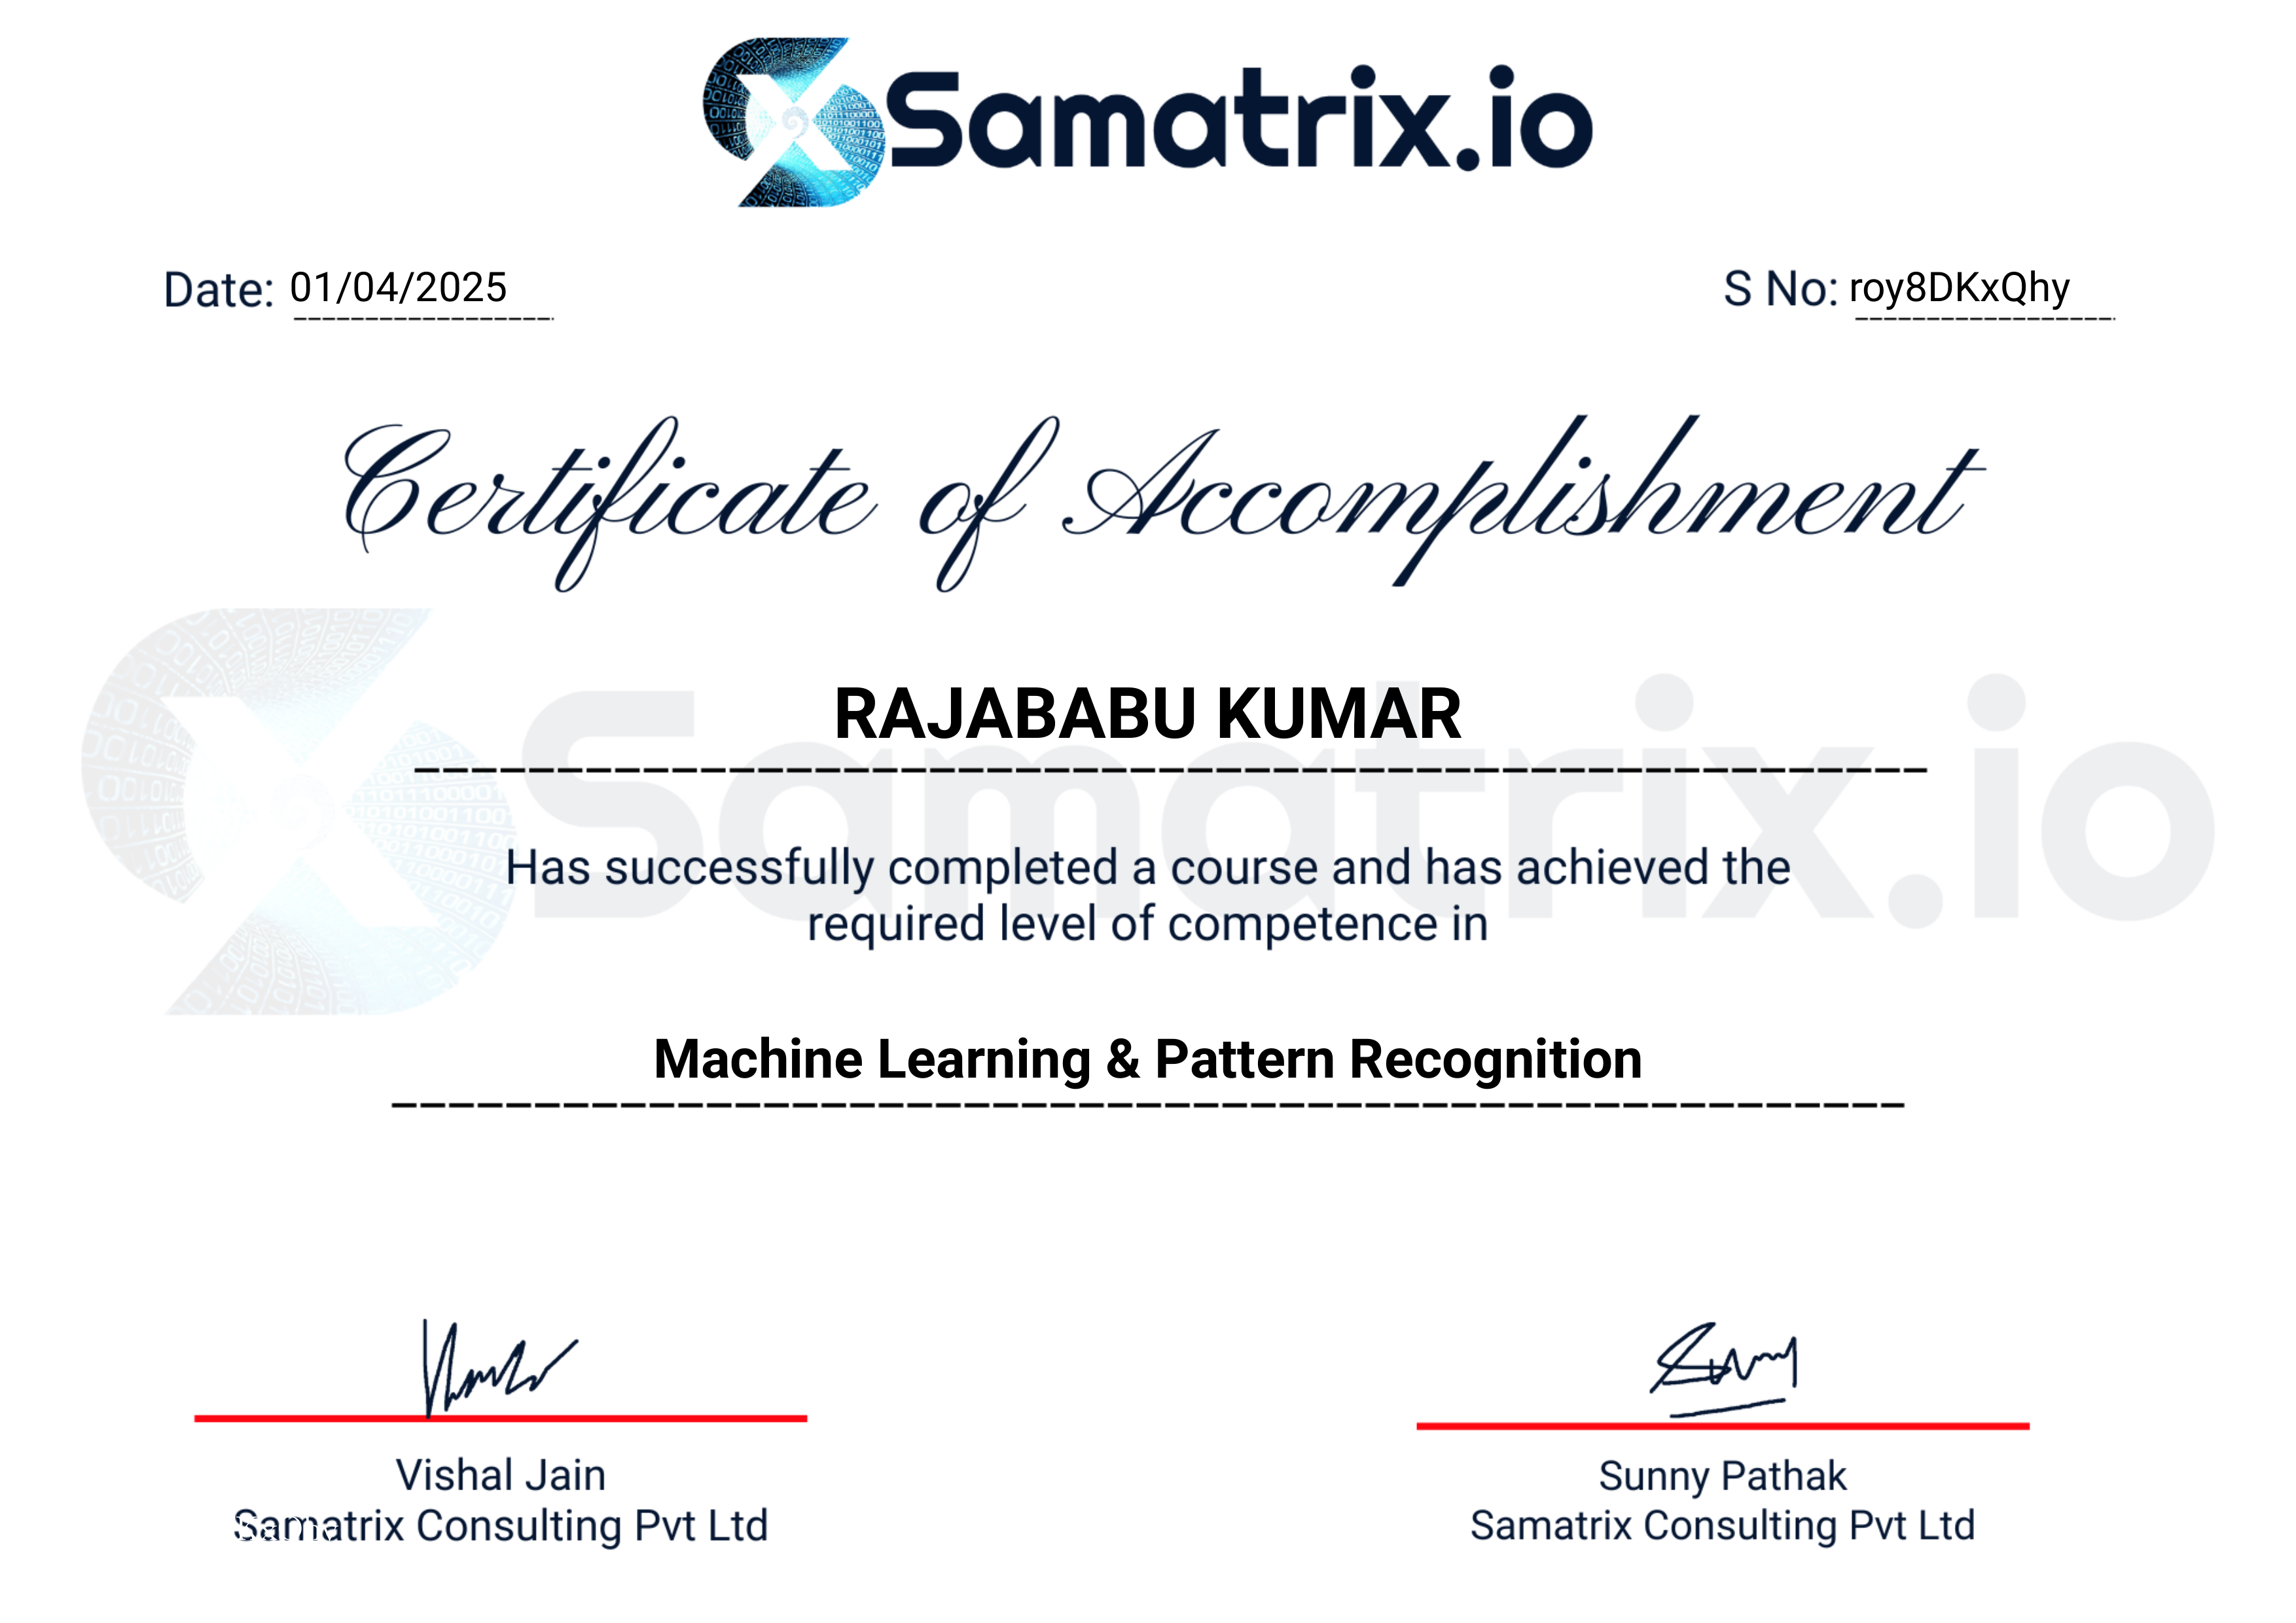 Samatrix.io
Date: 01/04/2025
S No: roy8DKxQhy
Certificate of Accomplishment
RAJABABU KUMAR
Has successfully completed a course and has achieved the
required level of competence in
Machine Learning & Pattern Recognition
Vishal Jain
Samatrix Consulting Pvt Ltd
Sunny Pathak
Samatrix Consulting Pvt Ltd